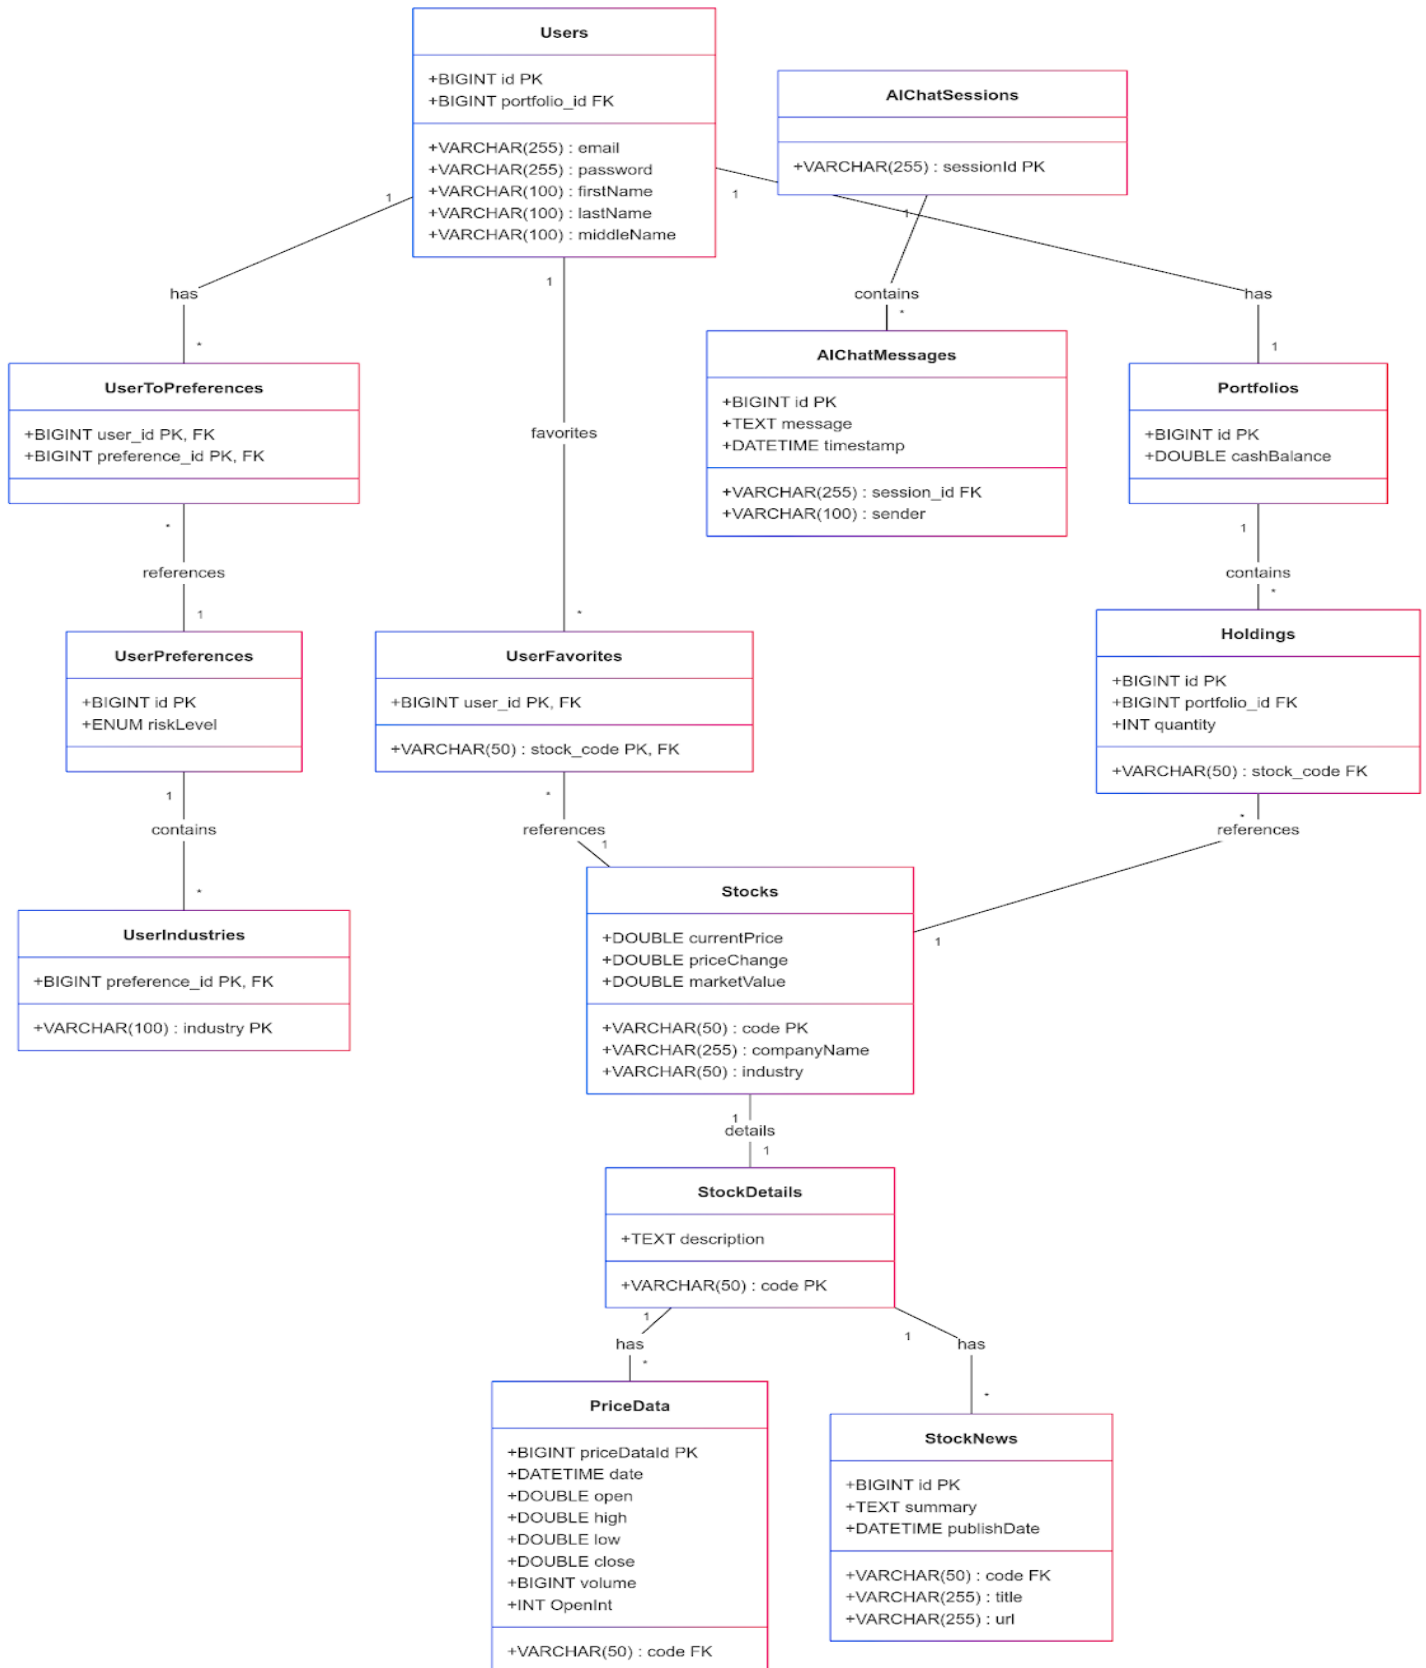 Users
+BIGINT id PK
+BIGINT portfolio_id FK
+VARCHAR(255) : email
+VARCHAR(255) : password
+VARCHAR(100) : firstName
+VARCHAR(100) : lastName
+VARCHAR(100) : middleName
AIChatSessions
+VARCHAR(255) : sessionId PK
1
1
1
1
has
*
favorites
*
contains
*
has
1
UserToPreferences
+BIGINT user_id PK, FK
+BIGINT preference_id PK, FK
AIChatMessages
+BIGINT id PK
+TEXT message
+DATETIME timestamp
+VARCHAR(255) : session_id FK
+VARCHAR(100) : sender
Portfolios
+BIGINT id PK
+DOUBLE cashBalance
*
references
1
1
contains
*
UserPreferences
+BIGINT id PK
+ENUM riskLevel
UserFavorites
+BIGINT user_id PK, FK
+VARCHAR(50) : stock_code PK, FK
Holdings
+BIGINT id PK
+BIGINT portfolio_id FK
+INT quantity
+VARCHAR(50) : stock_code FK
1
contains
*
*
references
1
*
references
1
UserIndustries
+BIGINT preference_id PK, FK
+VARCHAR(100) : industry PK
Stocks
+DOUBLE currentPrice
+DOUBLE priceChange
+DOUBLE marketValue
+VARCHAR(50) : code PK
+VARCHAR(255) : companyName
+VARCHAR(50) : industry
1
details
1
StockDetails
+TEXT description
+VARCHAR(50) : code PK
1
has
*
1
has
*
PriceData
+BIGINT priceDataId PK
+DATETIME date
+DOUBLE open
+DOUBLE high
+DOUBLE low
+DOUBLE close
+BIGINT volume
+INT OpenInt
+VARCHAR(50) : code FK
StockNews
+BIGINT id PK
+TEXT summary
+DATETIME publishDate
+VARCHAR(50) : code FK
+VARCHAR(255) : title
+VARCHAR(255) : url